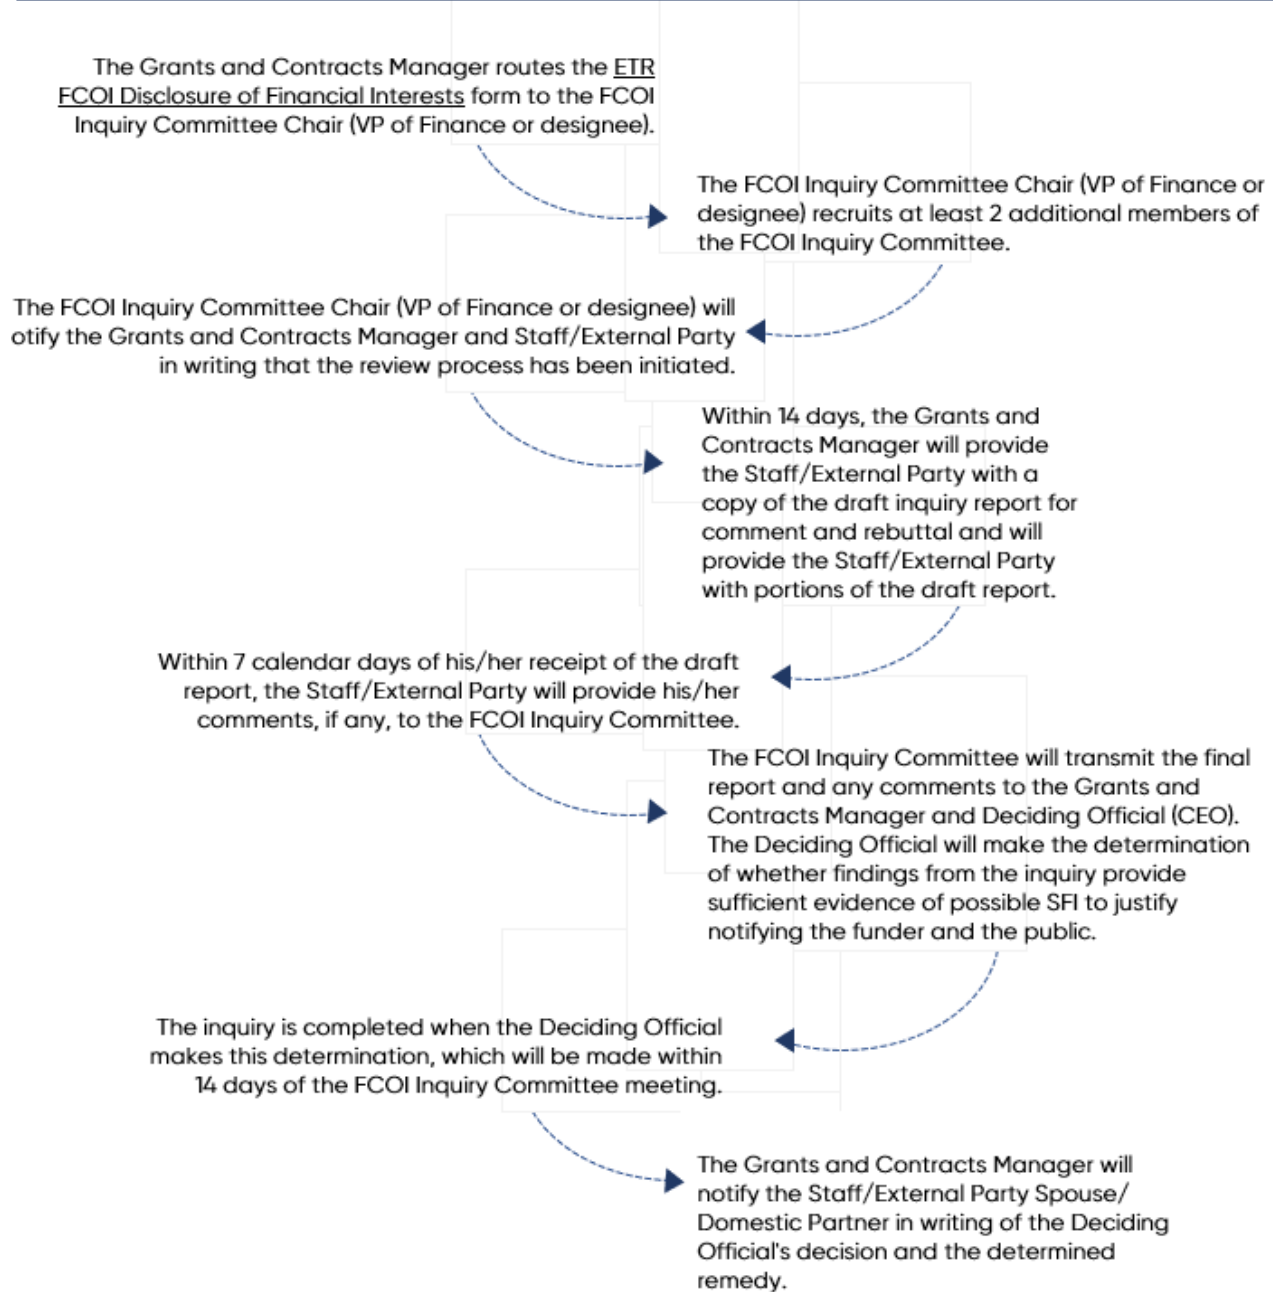 The Grants and Contracts Manager routes the ETR
FCOI Disclosure of Financial Interests form to the FCOI
Inquiry Committee Chair (VP of Finance or designee).
The FCOI Inquiry Committee Chair (VP of Finance or
designee) recruits at least 2 additional members of
the FCOI Inquiry Committee.
The FCOI Inquiry Committee Chair (VP of Finance or designee) will
otify the Grants and Contracts Manager and Staff/External Party
in writing that the review process has been initiated.
Within 14 days, the Grants and
Contracts Manager will provide
the Staff/External Party with a
copy of the draft inquiry report for
comment and rebuttal and will
provide the Staff/External Party
with portions of the draft report.
Within 7 calendar days of his/her receipt of the draft
report, the Staff/External Party will provide his/her
comments, if any, to the FCOI Inquiry Committee.
The FCOI Inquiry Committee will transmit the final
report and any comments to the Grants and
Contracts Manager and Deciding Official (CEO).
The Deciding Official will make the determination
of whether findings from the inquiry provide
sufficient evidence of possible SFI to justify
notifying the funder and the public.
The inquiry is completed when the Deciding Official
makes this determination, which will be made within
14 days of the FCOI Inquiry Committee meeting.
The Grants and Contracts Manager will
notify the Staff/External Party Spouse/
Domestic Partner in writing of the Deciding
Official's decision and the determined
remedy.